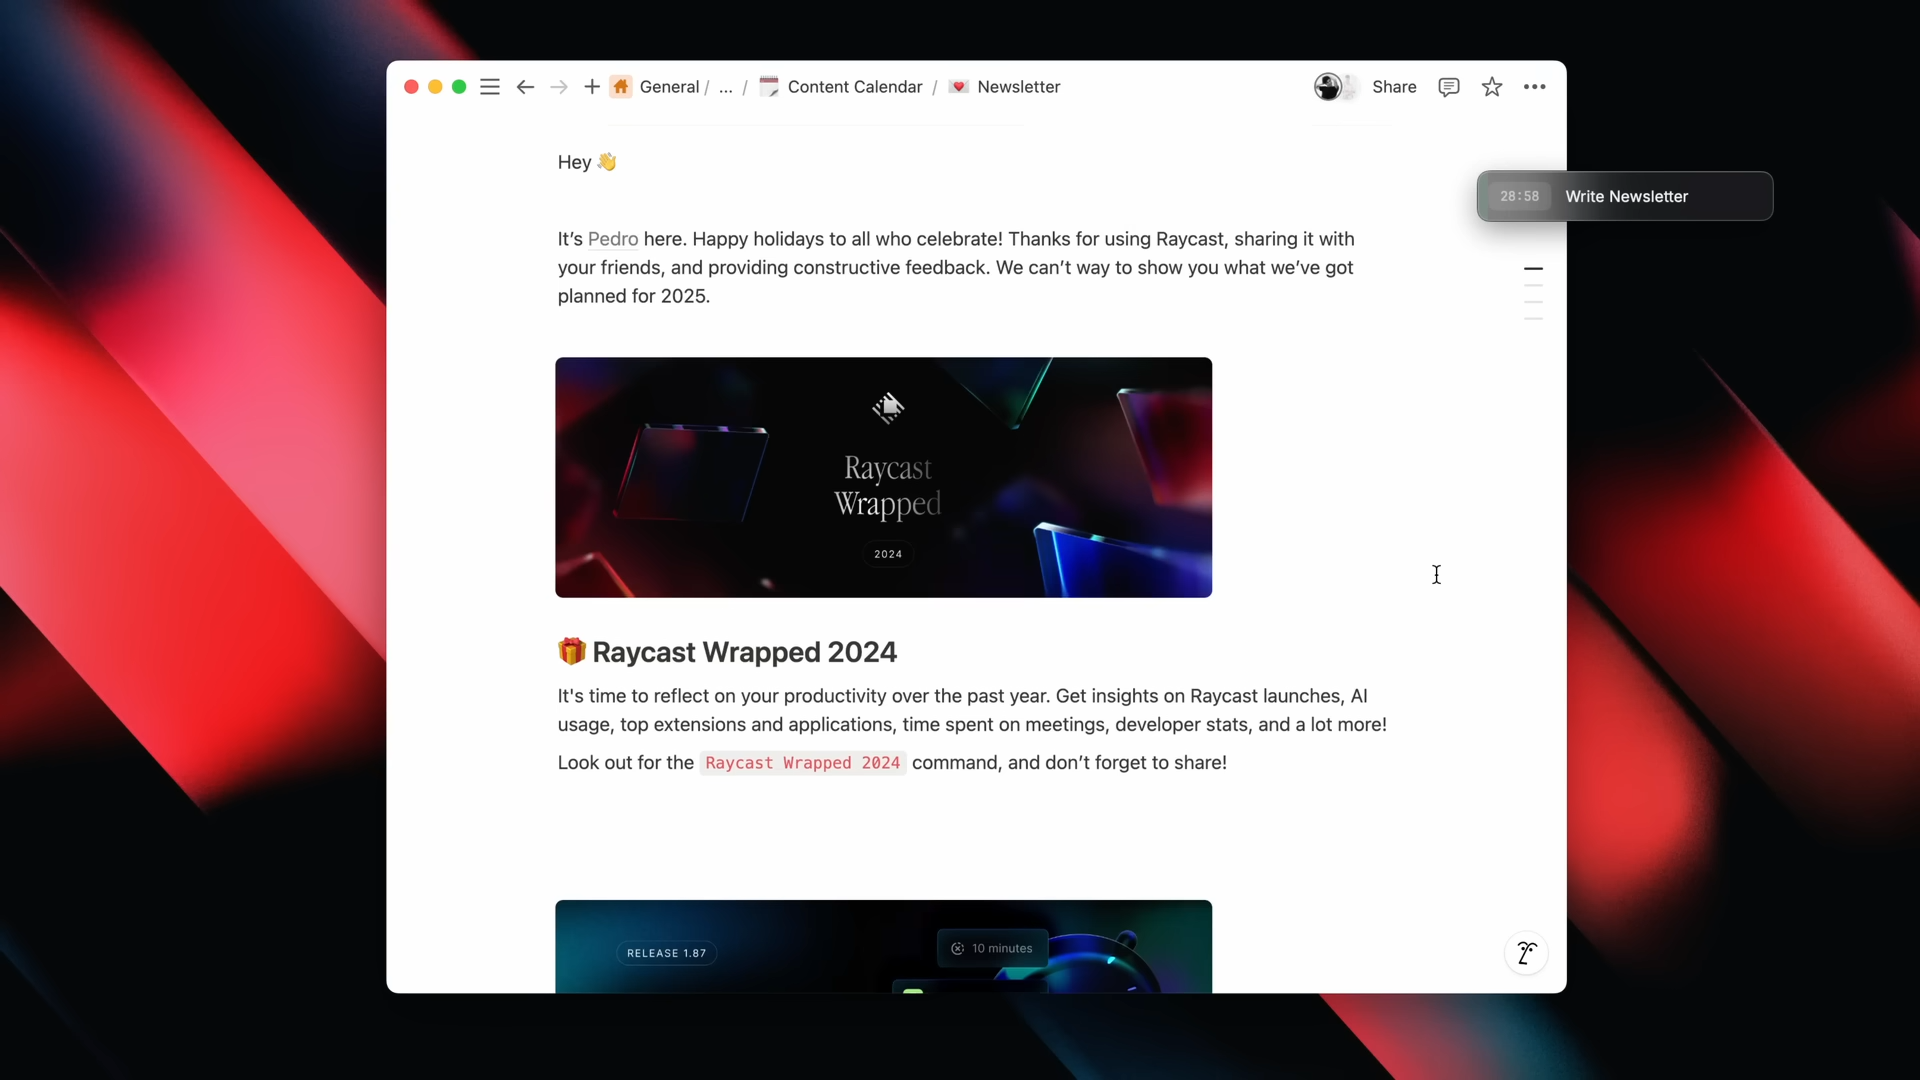 General / ... / Content Calendar / Newsletter
Share
Hey 👋
28:58 Write Newsletter
It’s Pedro here. Happy holidays to all who celebrate! Thanks for using Raycast, sharing it with
your friends, and providing constructive feedback. We can’t way to show you what we’ve got
planned for 2025.
Raycast
Wrapped
2024
🎁 Raycast Wrapped 2024
It's time to reflect on your productivity over the past year. Get insights on Raycast launches, AI
usage, top extensions and applications, time spent on meetings, developer stats, and a lot more!
Look out for the Raycast Wrapped 2024 command, and don’t forget to share!
RELEASE 1.87
10 minutes